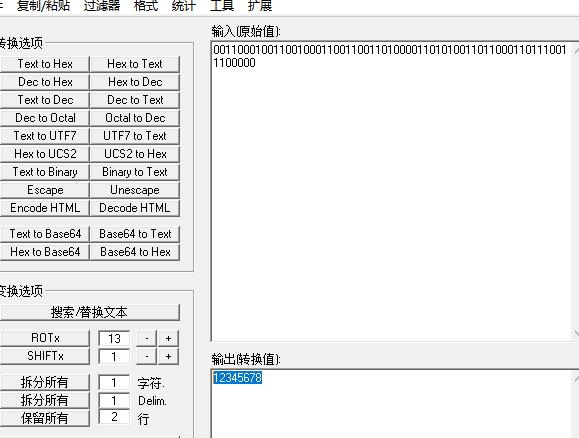 复制/粘贴 过滤器 格式 统计 工具 扩展
转换选项
Text to Hex Hex to Text
Dec to Hex Hex to Dec
Text to Dec Dec to Text
Dec to Octal Octal to Dec
Text to UTF7 UTF7 to Text
Hex to UCS2 UCS2 to Hex
Text to Binary Binary to Text
Escape Unescape
Encode HTML Decode HTML
Text to Base64 Base64 to Text
Hex to Base64 Base64 to Hex
变换选项
搜索/替换文本
ROTx 13 - +
SHIFTx 1 - +
拆分所有 1 字符.
拆分所有 1 Delim.
保留所有 2 行
输入(原始值):
00110001001100100011001100110100001101010011011000110111001
1100000
输出(转换值):
12345678